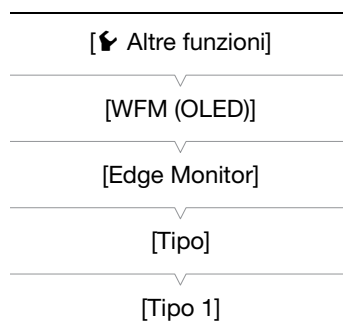 [Altre funzioni]
[WFM (OLED)]
[Edge Monitor]
[Tipo]
[Tipo 1]